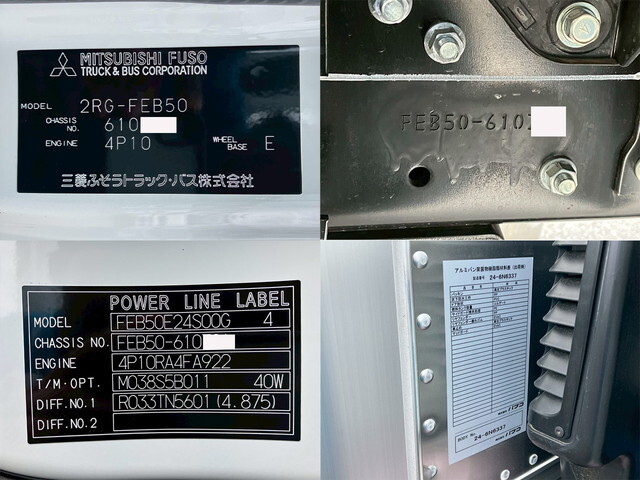 MITSUBISHI FUSO
TRUCK & BUS CORPORATION
MODEL 2RG-FEB50
CHASSIS NO. 610
ENGINE 4P10 WHEEL BASE E
三菱ふそうトラック・バス株式会社
FEB50-610
POWER LINE LABEL
MODEL FEB50E24S00G 4
CHASSIS NO. FEB50-610
ENGINE 4P10RA4FA922
T/M・OPT. M038S5B011 40W
DIFF.NO.1 R033TN5601 (4.875)
DIFF.NO.2
24-6N6337
BODY No 24-6N6337